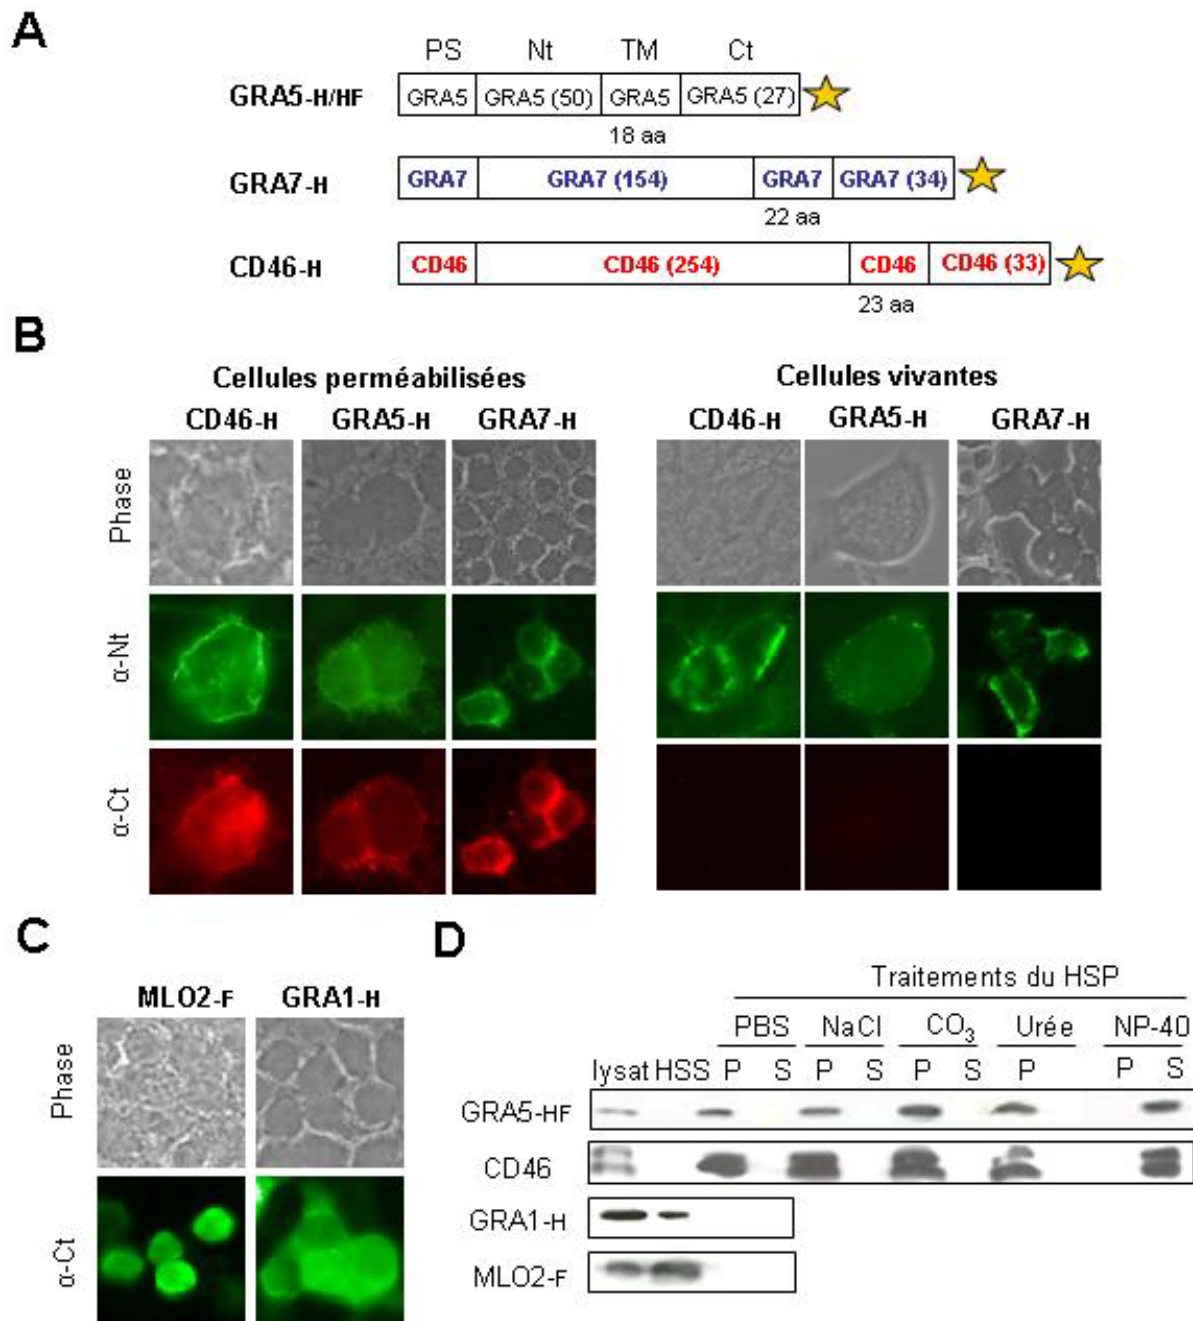 A
PS Nt TM Ct
GRA5-H/HF GRA5 GRA5 (50) GRA5 GRA5 (27)
18 aa
GRA7-H GRA7 GRA7 (154) GRA7 GRA7 (34)
22 aa
CD46-H CD46 CD46 (254) CD46 CD46 (33)
23 aa
B
Cellules perméabilisées Cellules vivantes
CD46-H GRA5-H GRA7-H CD46-H GRA5-H GRA7-H
Phase
α-Nt
α-Ct
C
MLO2-F GRA1-H
Phase
α-Ct
D
Traitements du HSP
PBS NaCl CO3 Urée NP-40
lysat HSS P S P S P S P P S
GRA5-HF
CD46
GRA1-H
MLO2-F